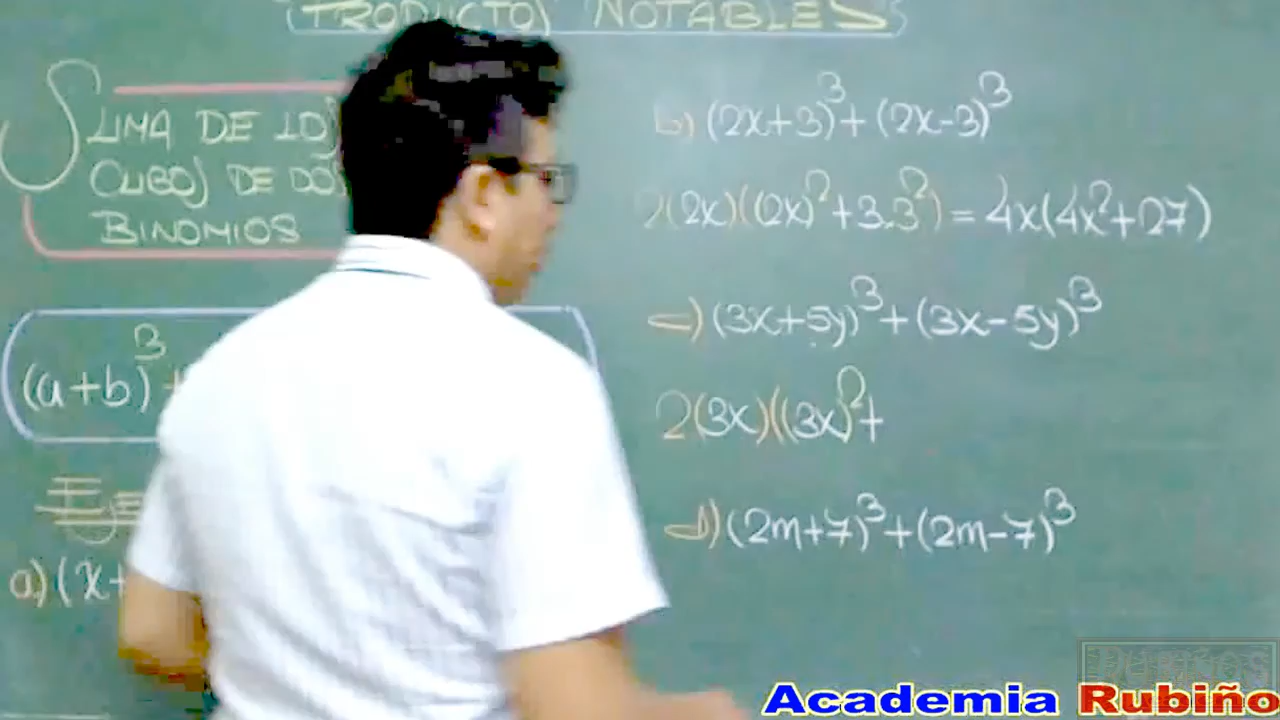 PRODUCTOS NOTABLES
SUMA DE LOS
CUBOS DE DOS
BINOMIOS
(a+b)³+
a) (x+
b) (2x+3)³+(2x-3)³
2(2x)((2x)²+3.3²)=4x(4x²+27)
c) (3x+5y)³+(3x-5y)³
2(3x)((3x)²+
d) (2m+7)³+(2m-7)³
Academia Rubiño